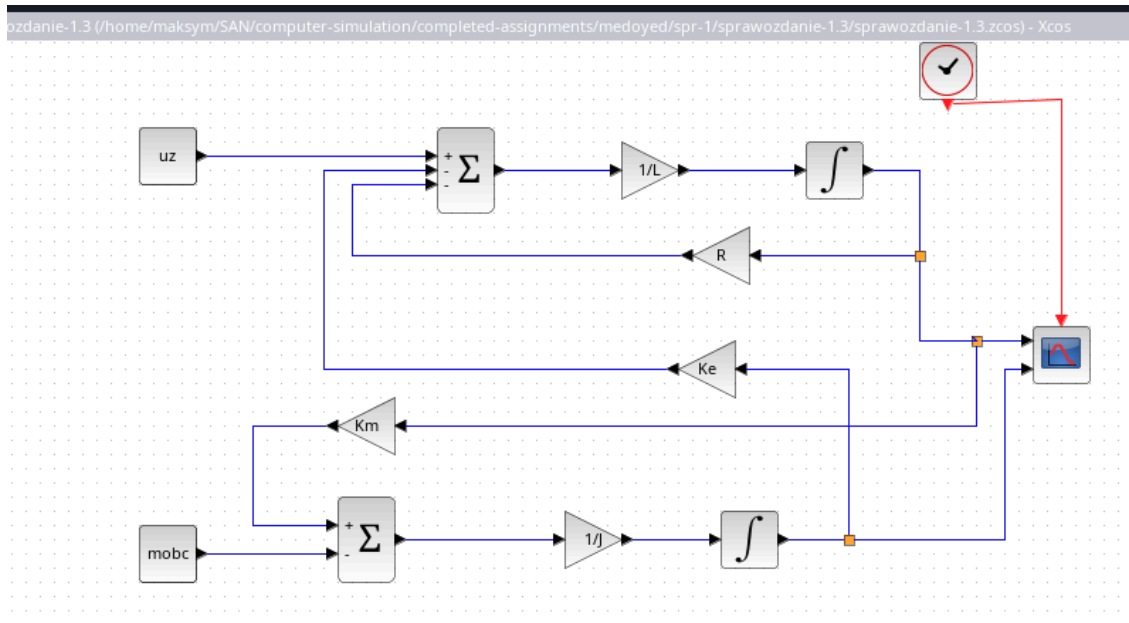 ozdanie-1.3 (/home/maksym/SAN/computer-simulation/completed-assignments/medoyed/spr-1/sprawozdanie-1.3/sprawozdanie-1.3.zcos) - Xcos
uz
+
-
-
Σ
1/L
∫
R
Ke
Km
mobc
+
-
Σ
1/J
∫